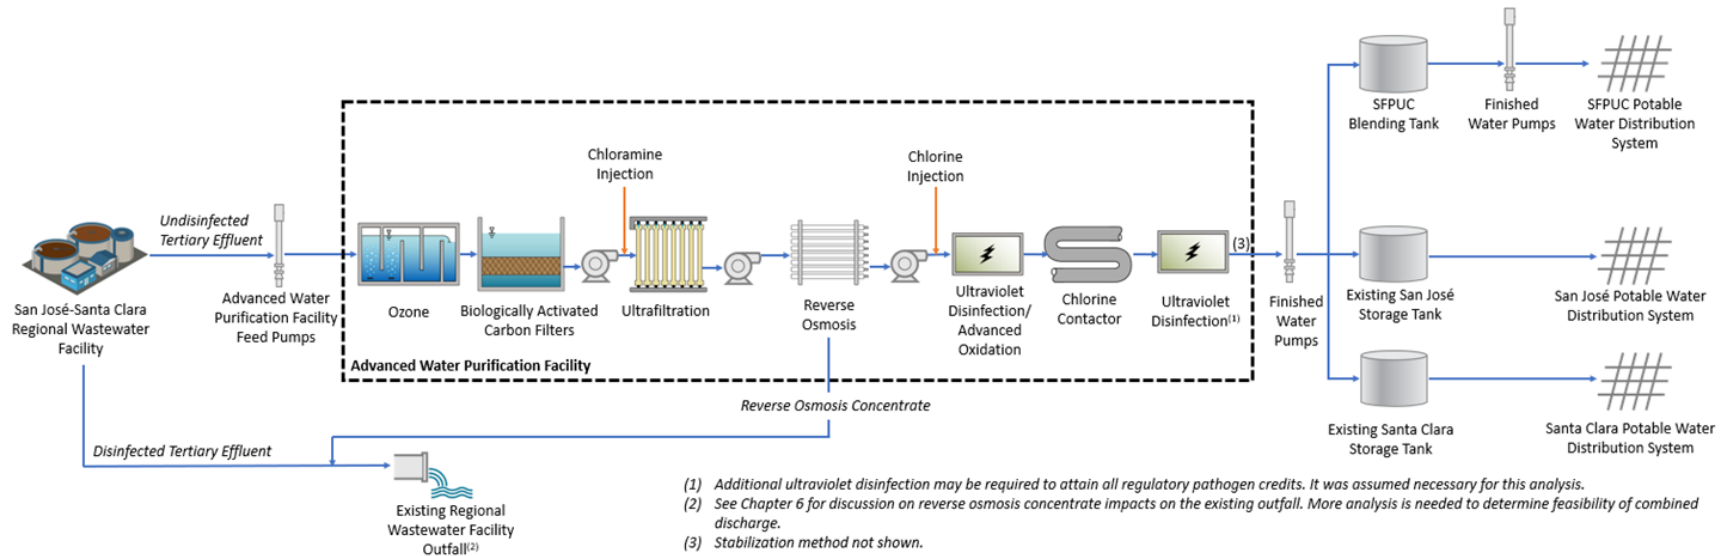 San José-Santa Clara
Regional Wastewater
Facility
Undisinfected
Tertiary Effluent
Advanced Water
Purification Facility
Feed Pumps
Ozone
Biologically Activated
Carbon Filters
Chloramine
Injection
Ultrafiltration
Reverse
Osmosis
Chlorine
Injection
Ultraviolet
Disinfection/
Advanced
Oxidation
Chlorine
Contactor
Ultraviolet
Disinfection(1)
(3)
Advanced Water Purification Facility
Finished
Water
Pumps
SFPUC
Blending Tank
Finished
Water Pumps
SFPUC Potable
Water Distribution
System
Existing San José
Storage Tank
San José Potable Water
Distribution System
Existing Santa Clara
Storage Tank
Santa Clara Potable Water
Distribution System
Reverse Osmosis Concentrate
Disinfected Tertiary Effluent
Existing Regional
Wastewater Facility
Outfall(2)
(1) Additional ultraviolet disinfection may be required to attain all regulatory pathogen credits. It was assumed necessary for this analysis.
(2) See Chapter 6 for discussion on reverse osmosis concentrate impacts on the existing outfall. More analysis is needed to determine feasibility of combined
discharge.
(3) Stabilization method not shown.